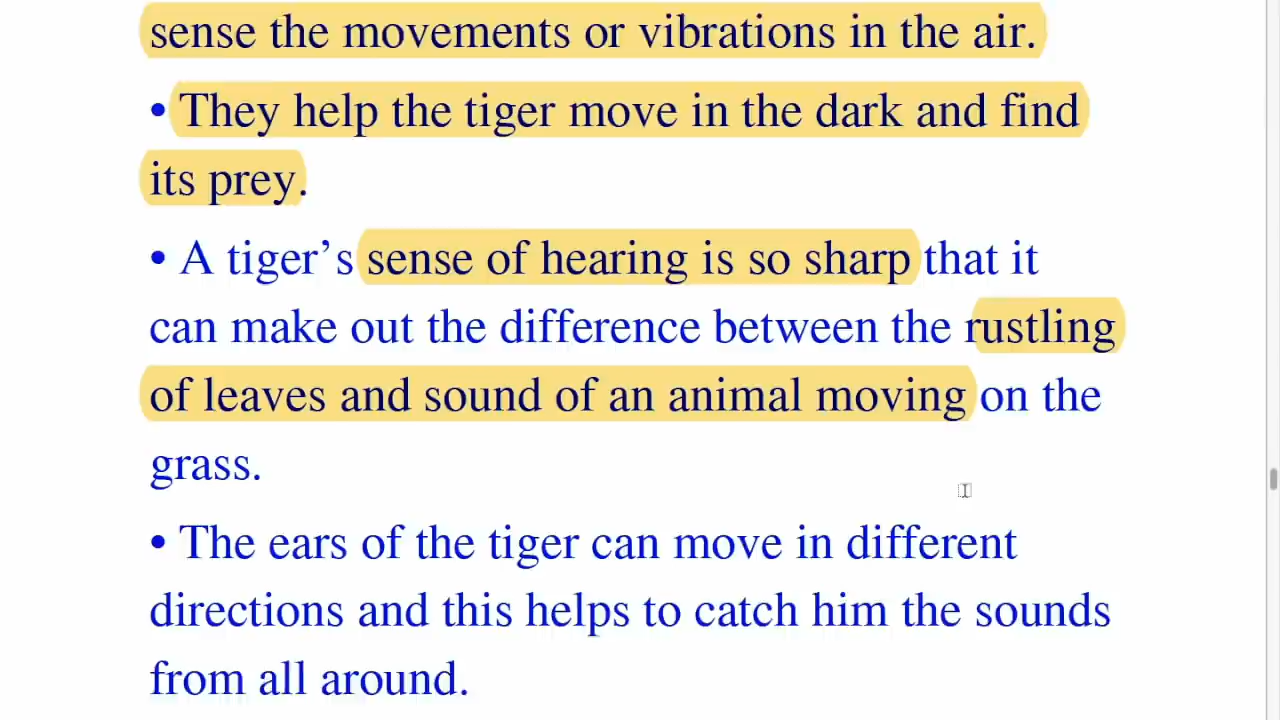 sense the movements or vibrations in the air.
• They help the tiger move in the dark and find
its prey.
• A tiger’s sense of hearing is so sharp that it
can make out the difference between the rustling
of leaves and sound of an animal moving on the
grass.
• The ears of the tiger can move in different
directions and this helps to catch him the sounds
from all around.